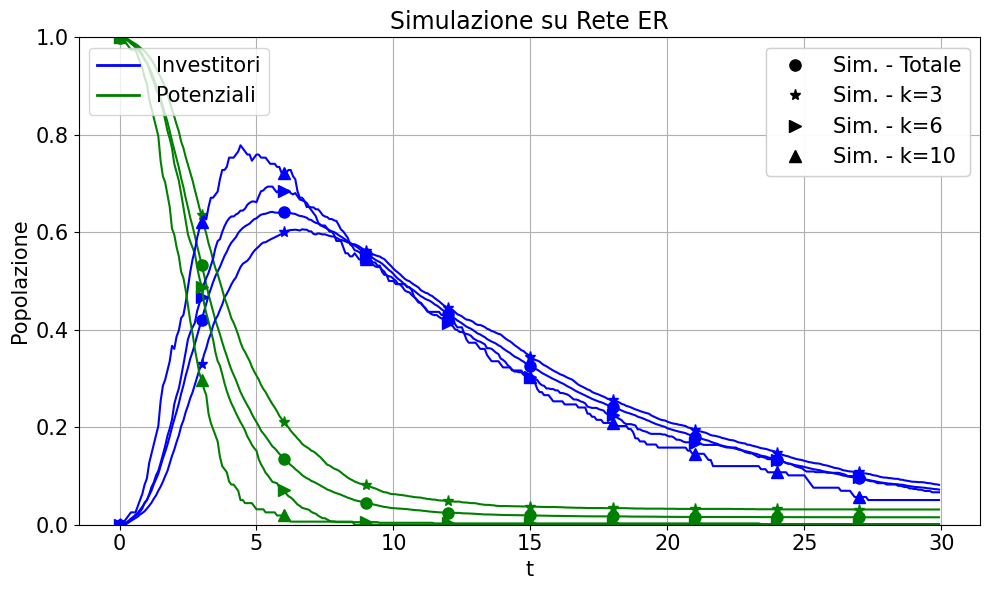 Simulazione su Rete ER
Popolazione
1.0
0.8
0.6
0.4
0.2
0.0
Investitori
Potenziali
Sim. - Totale
Sim. - k=3
Sim. - k=6
Sim. - k=10
0 5 10 15 20 25 30
t